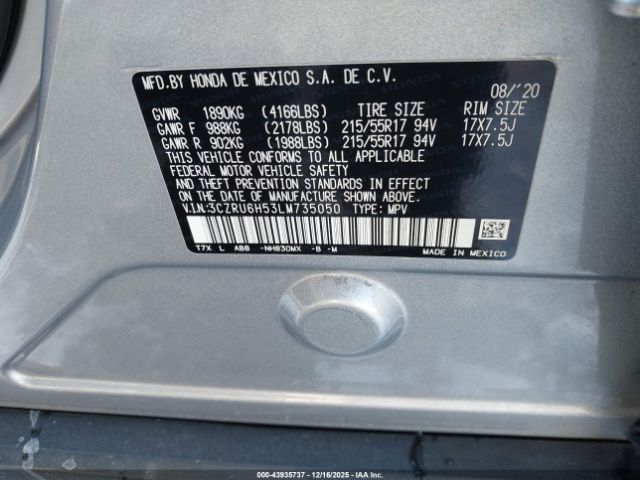 MFD.BY HONDA DE MEXICO S.A. DE C.V.
08/'20
GVWR 1890KG (4166LBS) TIRE SIZE RIM SIZE
GAWR F 988KG (2178LBS) 215/55R17 94V 17X7.5J
GAWR R 902KG (1988LBS) 215/55R17 94V 17X7.5J
THIS VEHICLE CONFORMS TO ALL APPLICABLE
FEDERAL MOTOR VEHICLE SAFETY
AND THEFT PREVENTION STANDARDS IN EFFECT
ON THE DATE OF MANUFACTURE SHOWN ABOVE.
V.I.N:3CZRU6H53LM735050 TYPE: MPV
T7X L ABB -NH830MX -B -M
MADE IN MEXICO
000-43935737 - 12/16/2025 - IAA Inc.